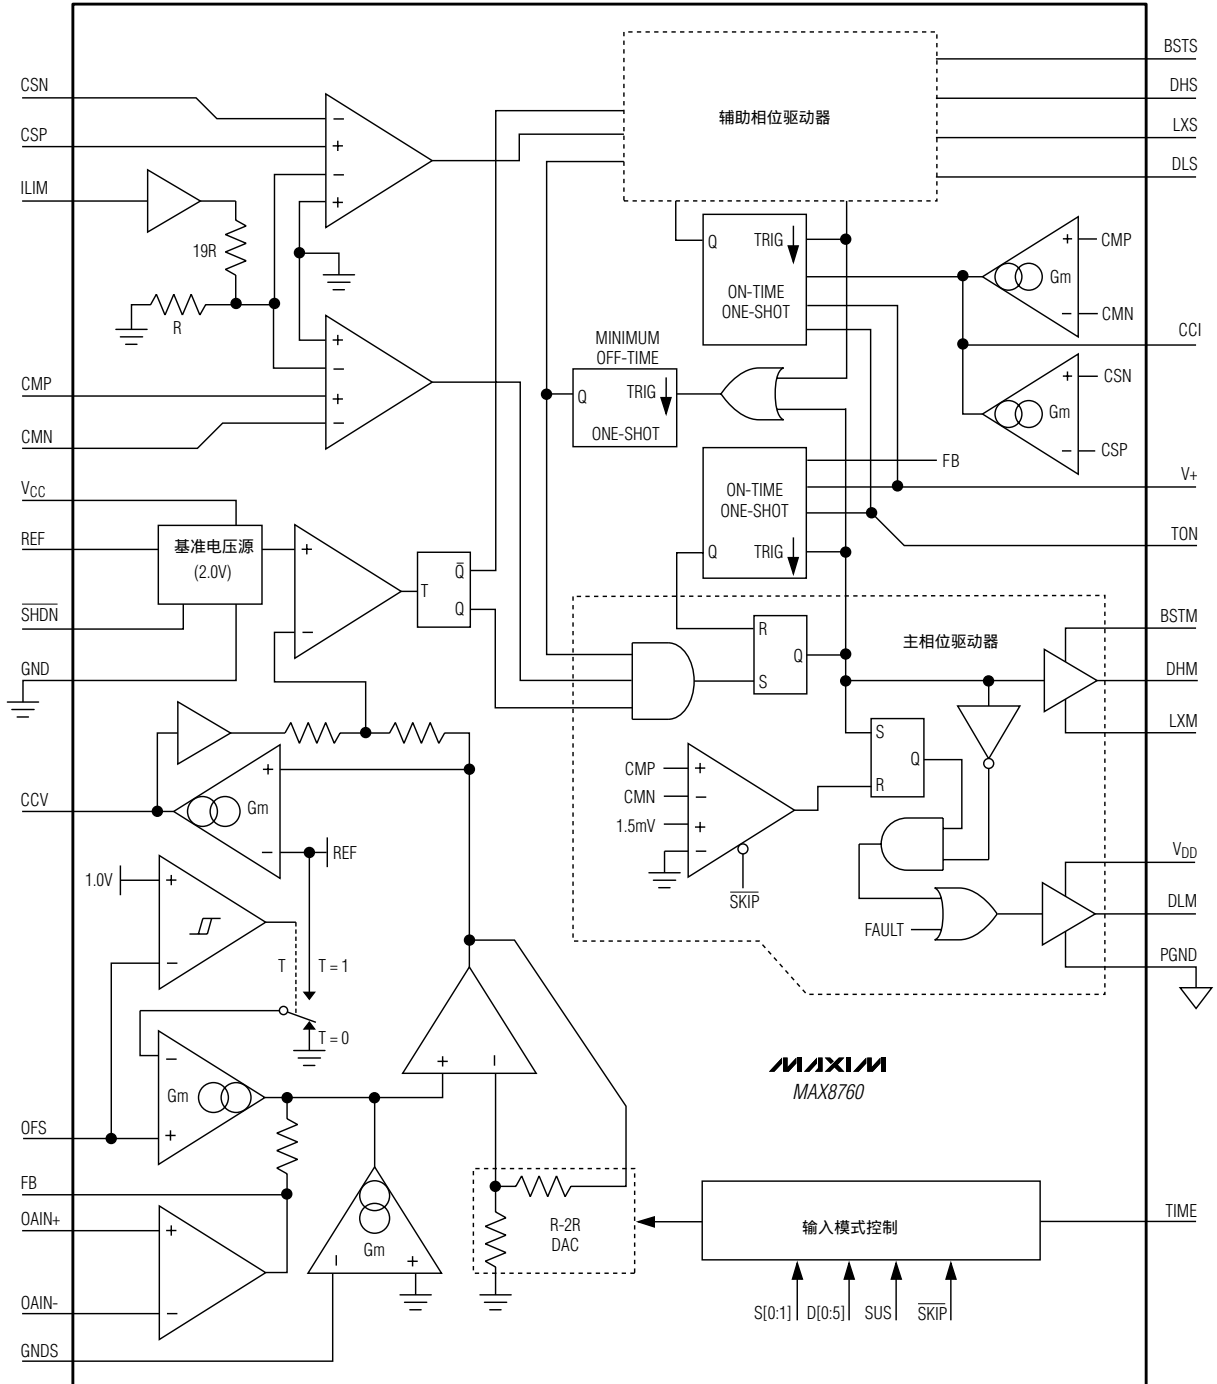 BSTS
CSN
DHS
辅助相位驱动器
LXS
CSP
DLS
ILIM
Q
TRIG
CMP
19R
Gm
ON-TIME
ONE-SHOT
CMN
R
CCI
MINIMUM
OFF-TIME
CSN
CMP
Q
TRIG
Gm
ONE-SHOT
CMN
CSP
FB
V+
VCC
ON-TIME
ONE-SHOT
REF
基准电压源
(2.0V)
TON
Q
TRIG
Q̅
T
Q
S̅H̅D̅N̅
BSTM
R
Q
S
主相位驱动器
GND
DHM
LXM
S
Q
R
CMP
CMN
1.5mV
CCV
Gm
REF
VDD
1.0V
S̅K̅I̅P̅
DLM
FAULT
PGND
T
T = 1
T = 0
MAXIM
MAX8760
Gm
OFS
FB
OAIN+
R-2R
DAC
输入模式控制
TIME
Gm
OAIN-
S[0:1]
D[0:5]
SUS
S̅K̅I̅P̅
GNDS